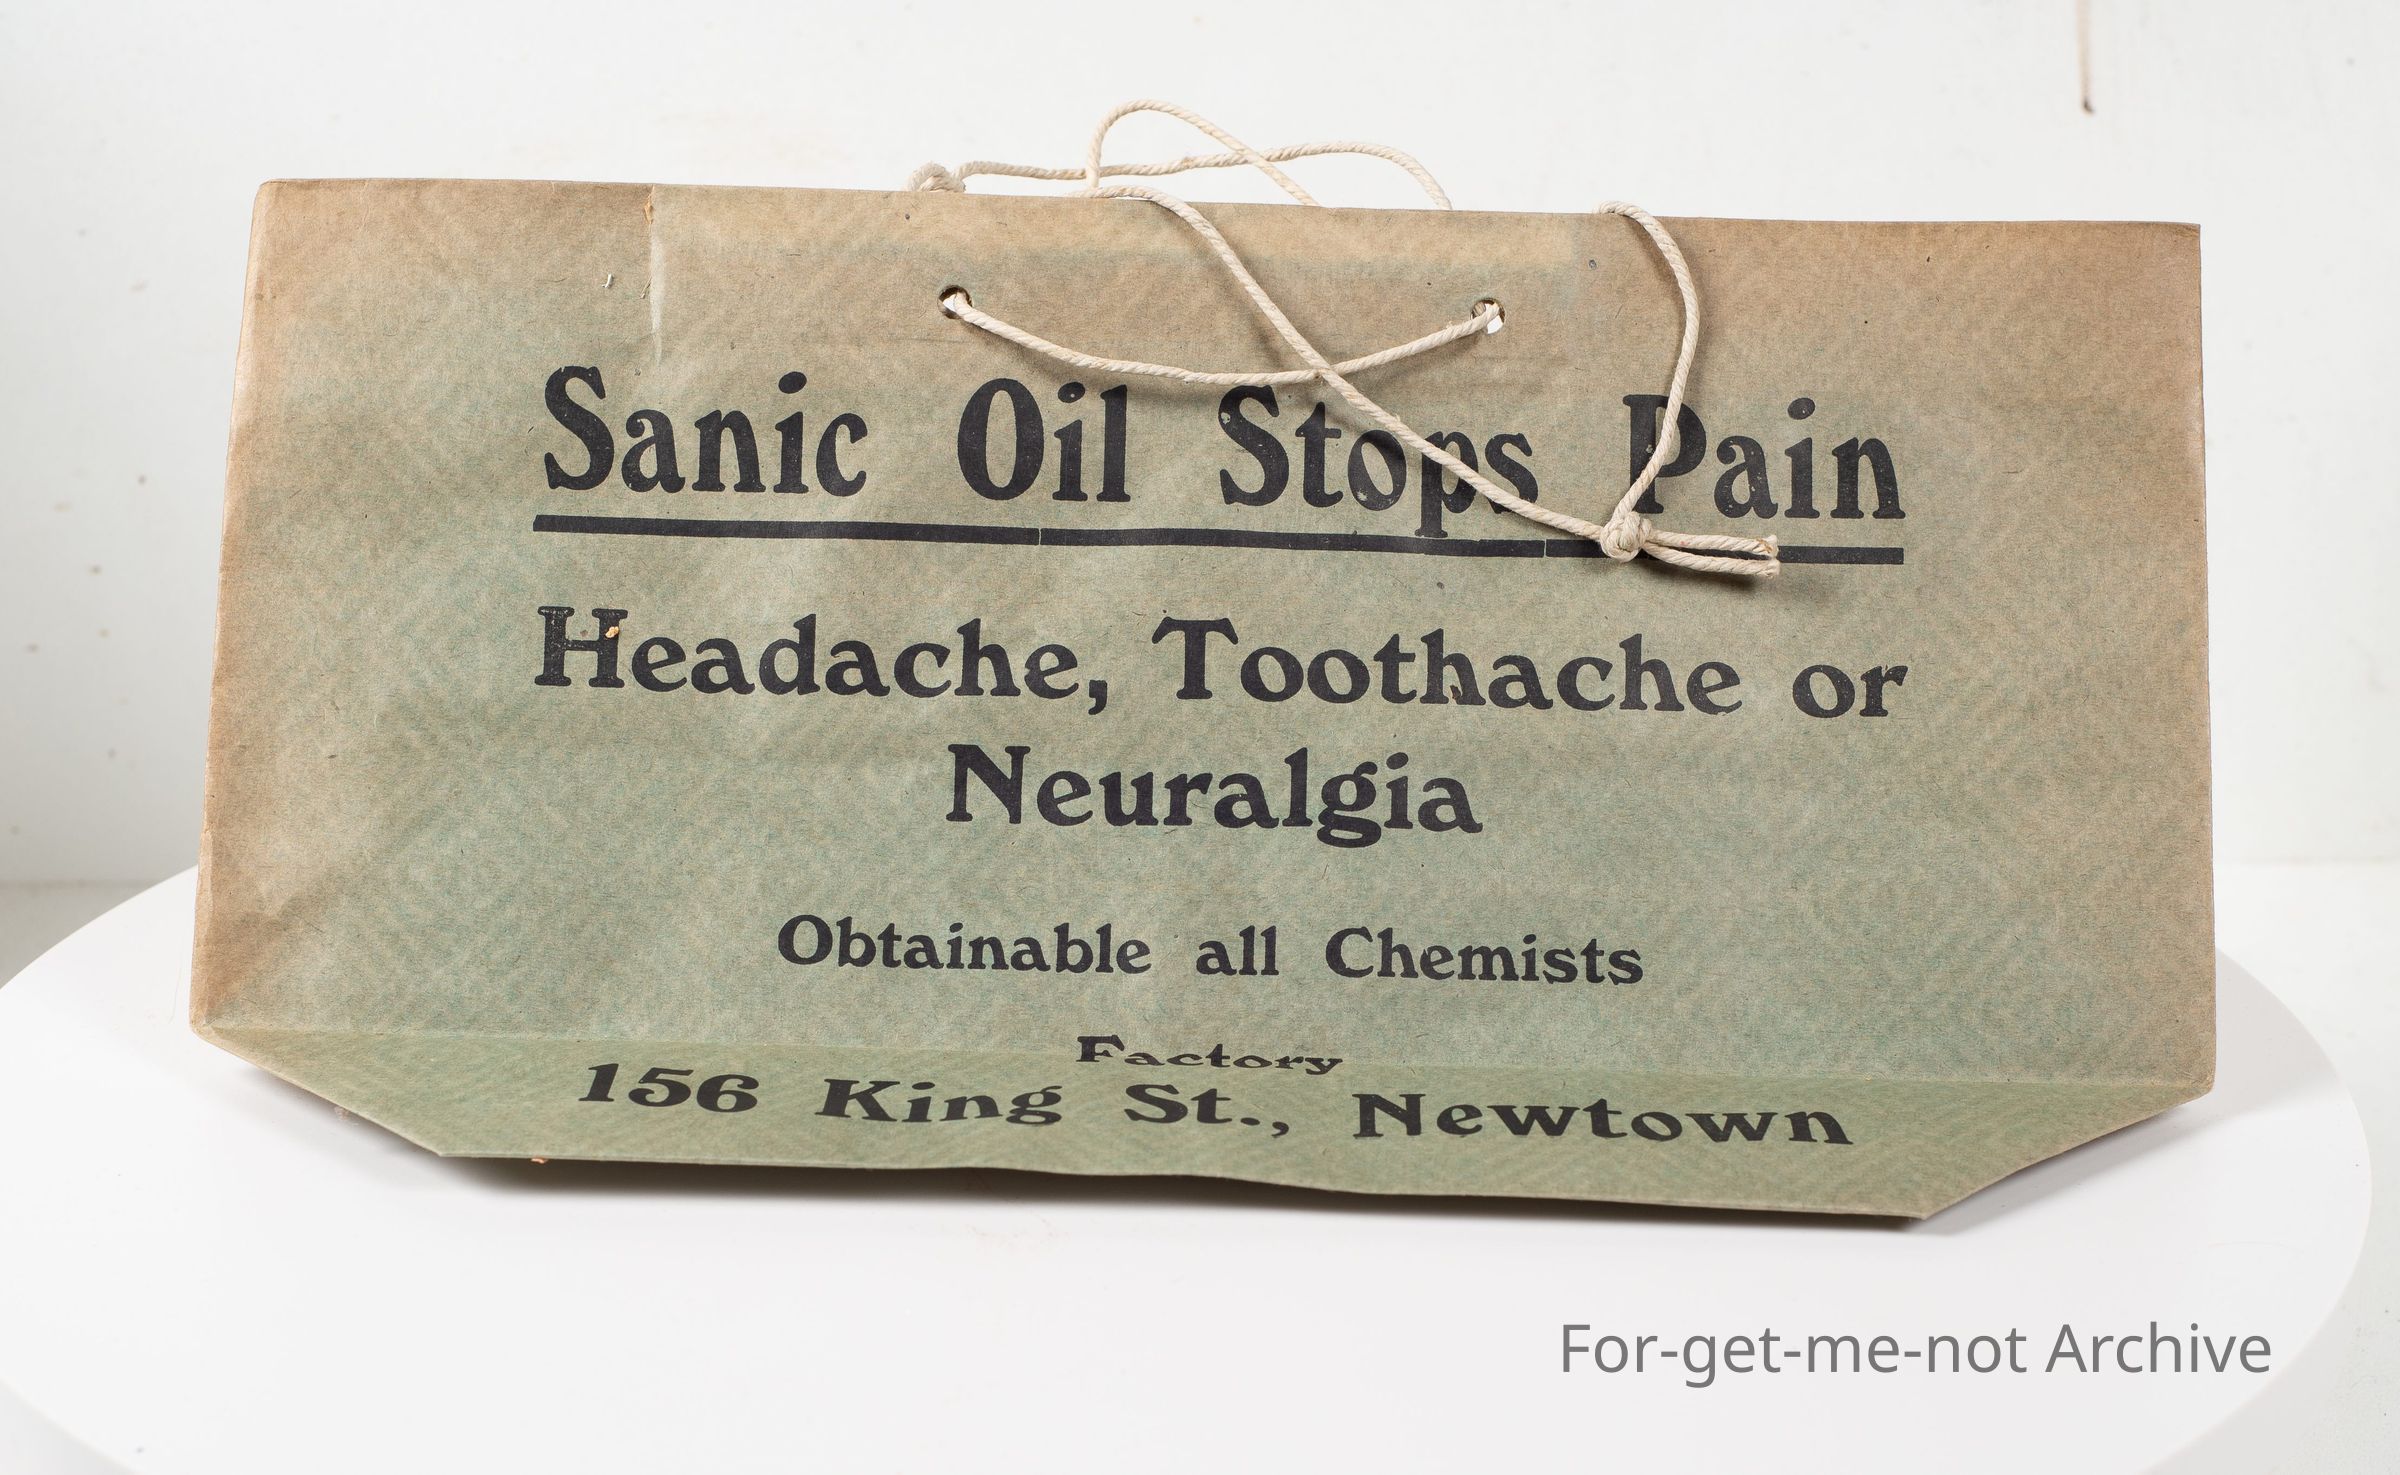 Sanic Oil Stops Pain
Headache, Toothache or
Neuralgia
Obtainable all Chemists
Factory
156 King St., Newtown
For-get-me-not Archive